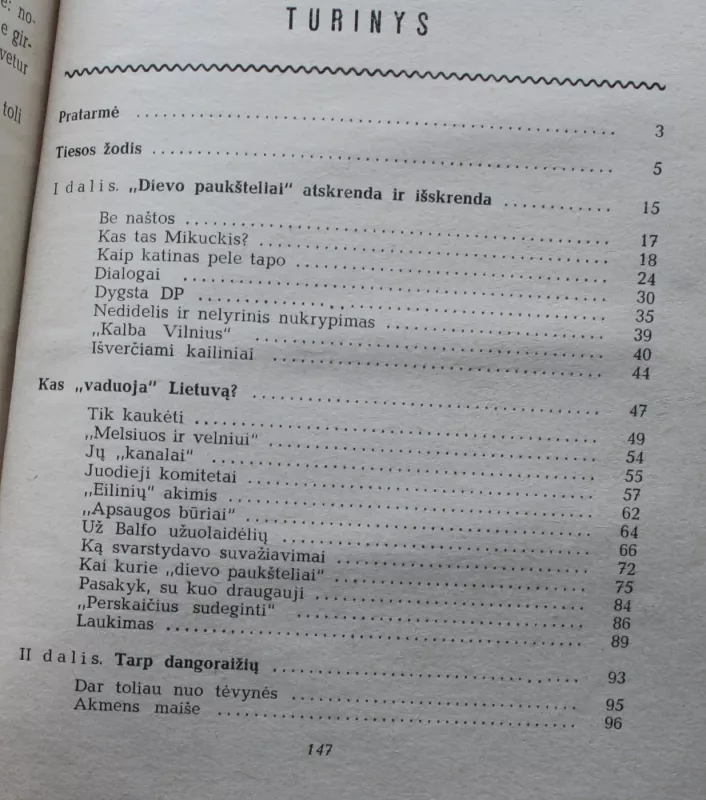 e: no-
e gir-
vetur
toli
TURINYS
Pratarmė 3
Tiesos žodis 5
I dalis. „Dievo paukšteliai" atskrenda ir išskrenda 15
Be naštos 17
Kas tas Mikuckis? 18
Kaip katinas pele tapo 24
Dialogai 30
Dygsta DP 35
Nedidelis ir nelyrinis nukrypimas 39
„Kalba Vilnius" 40
Išverčiami kailiniai 44
Kas „vaduoja" Lietuvą? 47
Tik kaukėti 49
„Melsiuos ir velniui" 54
Jų „kanalai" 55
Juodieji komitetai 57
„Eilinių" akimis 62
„Apsaugos būriai" 64
Už Balfo užuolaidėlių 66
Ką svarstydavo suvažiavimai 72
Kai kurie „dievo paukšteliai" 75
Pasakyk, su kuo draugauji 84
„Perskaičius sudeginti" 86
Laukimas 89
II dalis. Tarp dangoraižių 93
Dar toliau nuo tėvynės 95
Akmens maiše 96
147